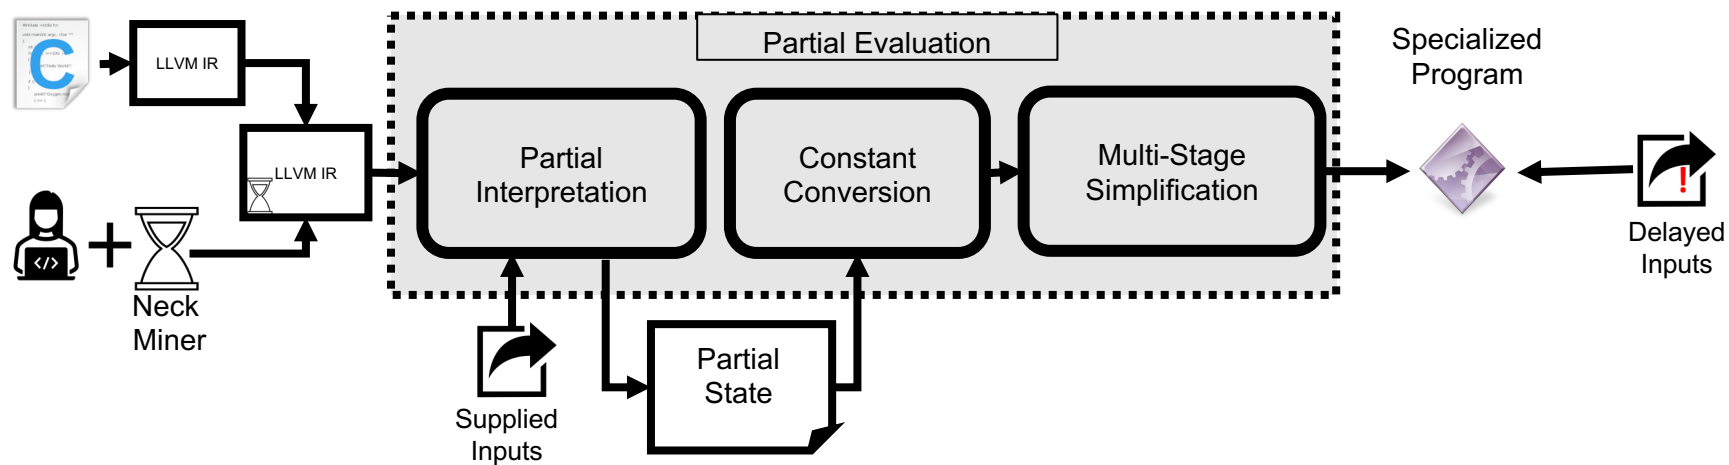 Partial Evaluation
Specialized
Program
C
LLVM IR
LLVM IR
Partial
Interpretation
Constant
Conversion
Multi-Stage
Simplification
</>
Neck
Miner
!
Delayed
Inputs
Partial
State
Supplied
Inputs